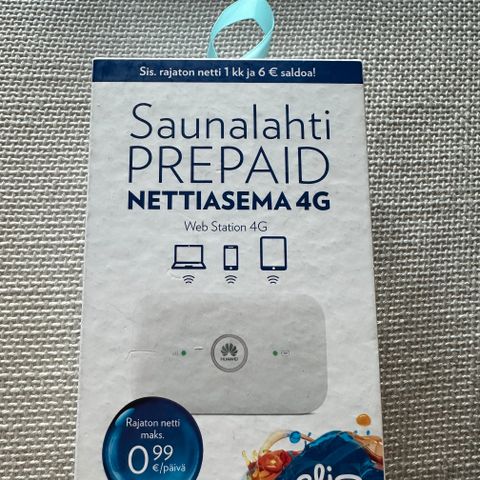 Sis. rajaton netti 1 kk ja 6 € saldoa!
Saunalahti
PREPAID
NETTIASEMA 4G
Web Station 4G
HUAWEI
Rajaton netti
maks.
0 99
€/päivä